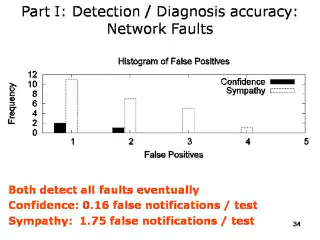 Part I: Detection / Diagnosis accuracy:
Network Faults
Histogram of False Positives
Confidence
Sympathy
Frequency
12
10
8
6
4
2
0
1 2 3 4 5
False Positives
Both detect all faults eventually
Confidence: 0.16 false notifications / test
Sympathy: 1.75 false notifications / test
34